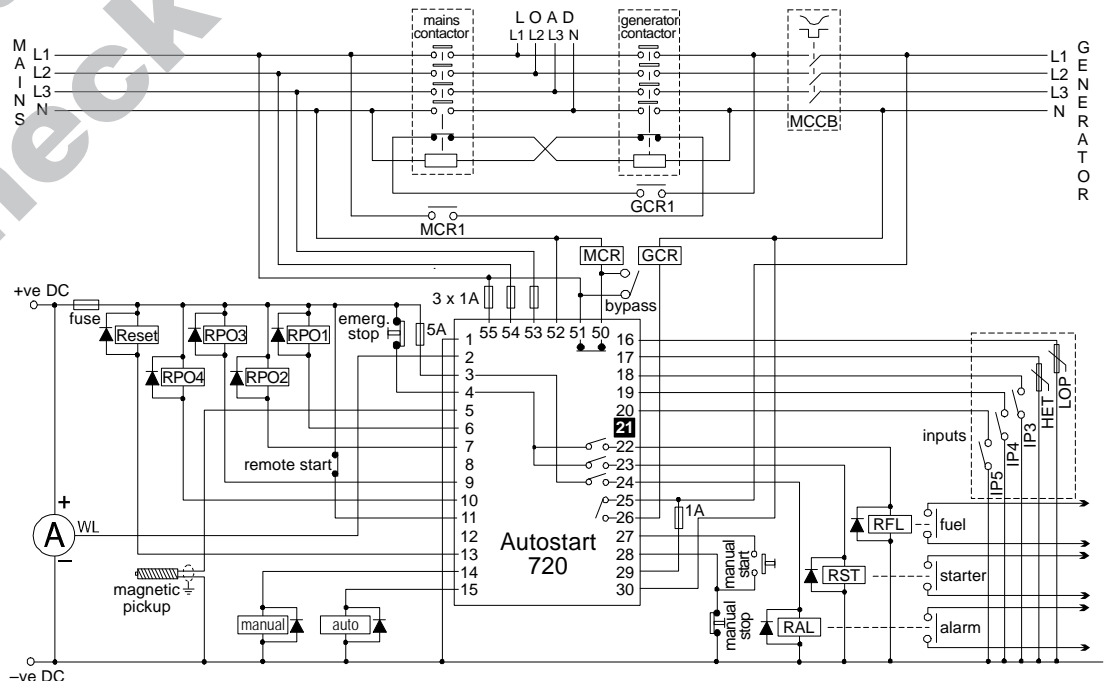 heck
mains
contactor
L O A D
L1 L2 L3 N
generator
contactor
MAINS
L1
L2
L3
N
MCCB
L1
L2
L3
N
GENERATOR
GCR1
MCR1
MCR
GCR
bypass
+ve DC
fuse
3 x 1A
emerg.
stop
5A
Reset
RPO3
RPO1
RPO4
RPO2
remote start
55 54 53 52 51 50
1
2
3
4
5
6
7
8
9
10
11
12
13
14
15
16
17
18
19
20
21
22
23
24
25
26
27
28
29
30
Autostart
720
inputs
IP5
IP4
IP3
HET
LOP
+
A
WL
–
magnetic
pickup
manual
auto
1A
manual
start
manual
stop
RFL
fuel
RST
starter
RAL
alarm
–ve DC